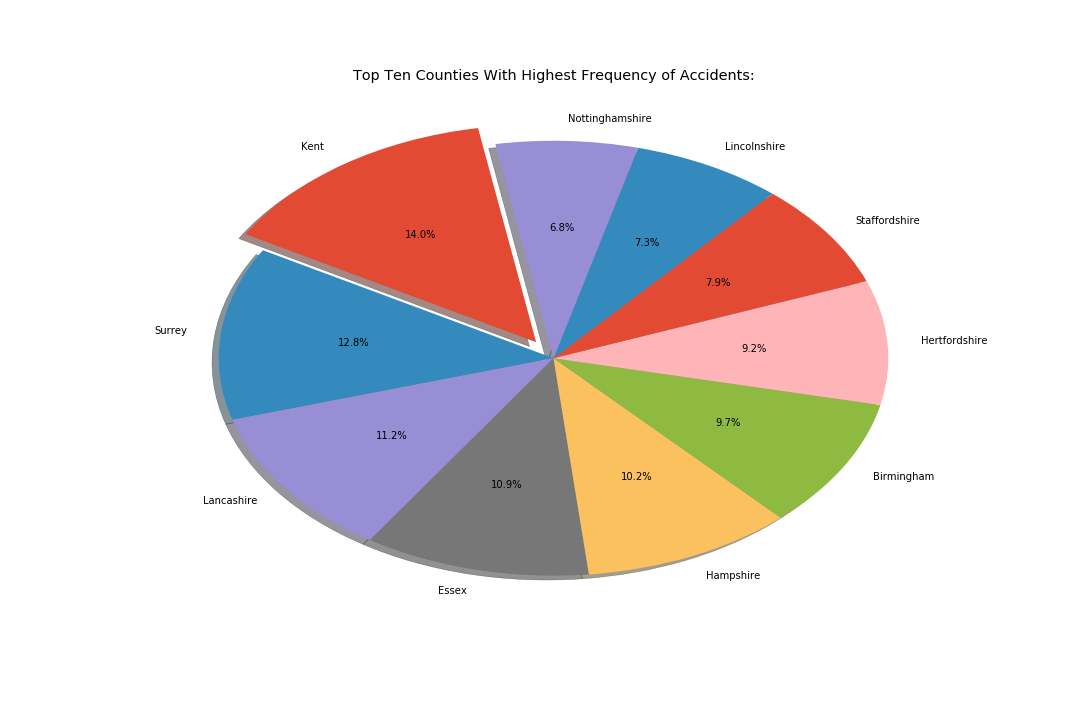 Top Ten Counties With Highest Frequency of Accidents:
Nottinghamshire
Kent
Lincolnshire
Staffordshire
6.8%
14.0%
7.3%
7.9%
Surrey
12.8%
9.2%
Hertfordshire
11.2%
9.7%
Birmingham
10.9%
10.2%
Lancashire
Hampshire
Essex